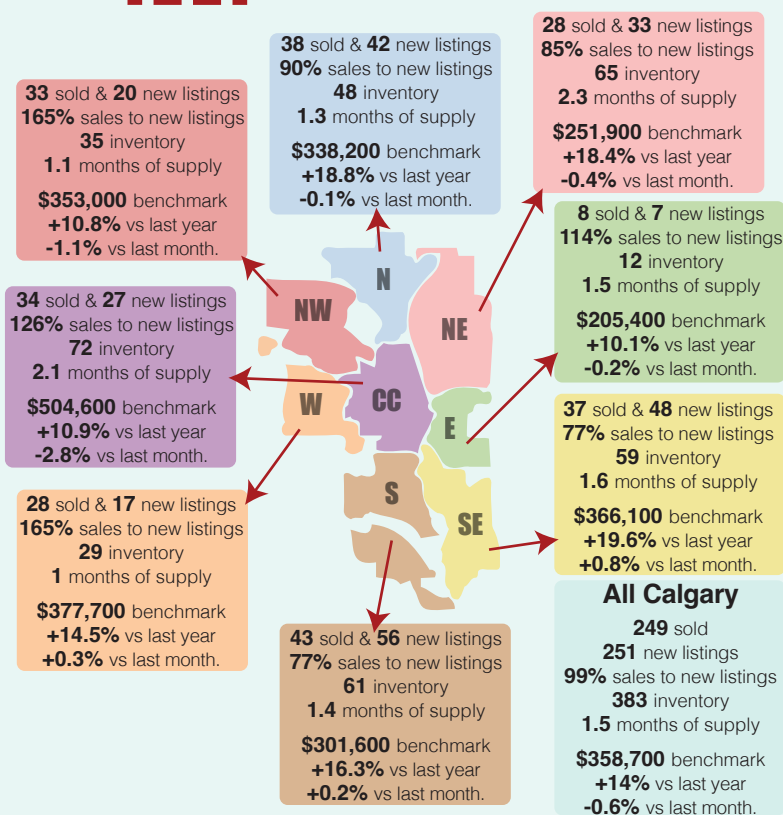 38 sold & 42 new listings
90% sales to new listings
48 inventory
1.3 months of supply
$338,200 benchmark
+18.8% vs last year
-0.1% vs last month.
28 sold & 33 new listings
85% sales to new listings
65 inventory
2.3 months of supply
$251,900 benchmark
+18.4% vs last year
-0.4% vs last month.
33 sold & 20 new listings
165% sales to new listings
35 inventory
1.1 months of supply
$353,000 benchmark
+10.8% vs last year
-1.1% vs last month.
8 sold & 7 new listings
114% sales to new listings
12 inventory
1.5 months of supply
$205,400 benchmark
+10.1% vs last year
-0.2% vs last month.
N
NW
NE
W
CC
E
S
SE
34 sold & 27 new listings
126% sales to new listings
72 inventory
2.1 months of supply
$504,600 benchmark
+10.9% vs last year
-2.8% vs last month.
37 sold & 48 new listings
77% sales to new listings
59 inventory
1.6 months of supply
$366,100 benchmark
+19.6% vs last year
+0.8% vs last month.
28 sold & 17 new listings
165% sales to new listings
29 inventory
1 months of supply
$377,700 benchmark
+14.5% vs last year
+0.3% vs last month.
43 sold & 56 new listings
77% sales to new listings
61 inventory
1.4 months of supply
$301,600 benchmark
+16.3% vs last year
+0.2% vs last month.
All Calgary
249 sold
251 new listings
99% sales to new listings
383 inventory
1.5 months of supply
$358,700 benchmark
+14% vs last year
-0.6% vs last month.